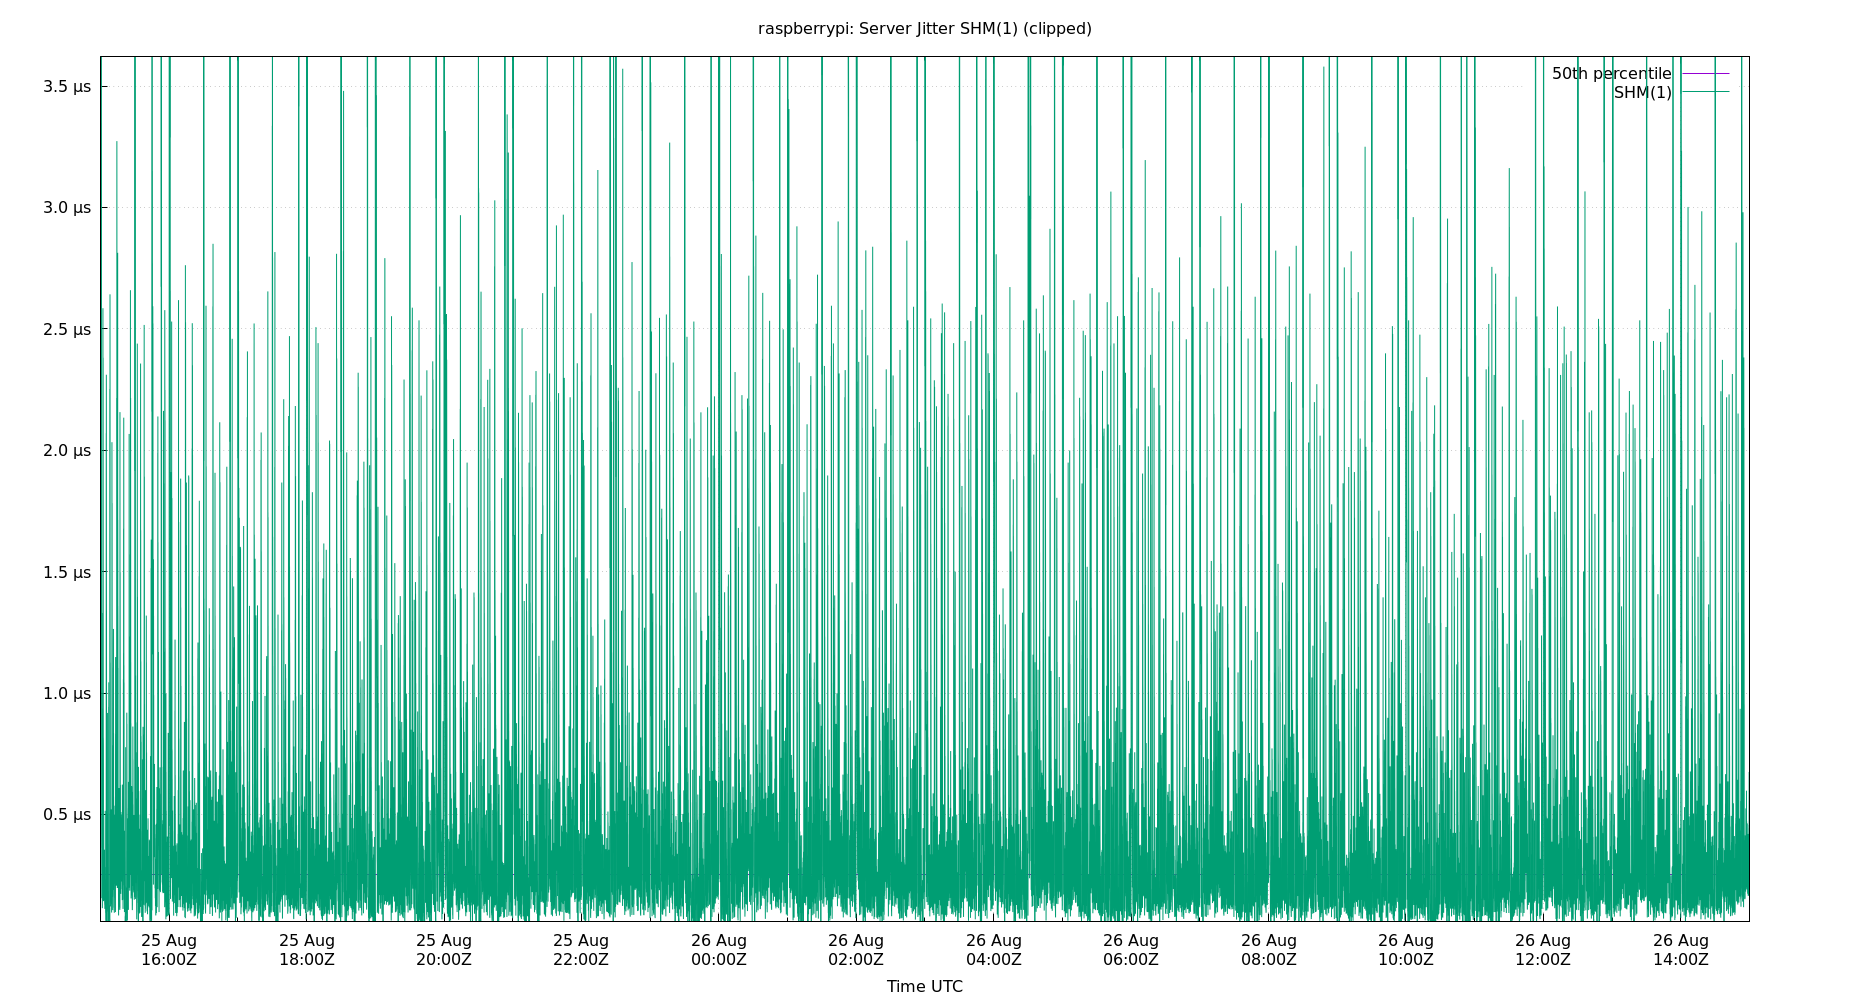 raspberrypi: Server Jitter SHM(1) (clipped)
50th percentile
SHM(1)
3.5 µs
3.0 µs
2.5 µs
2.0 µs
1.5 µs
1.0 µs
0.5 µs
25 Aug 25 Aug 25 Aug 25 Aug 26 Aug 26 Aug 26 Aug 26 Aug 26 Aug 26 Aug 26 Aug 26 Aug
16:00Z 18:00Z 20:00Z 22:00Z 00:00Z 02:00Z 04:00Z 06:00Z 08:00Z 10:00Z 12:00Z 14:00Z
Time UTC